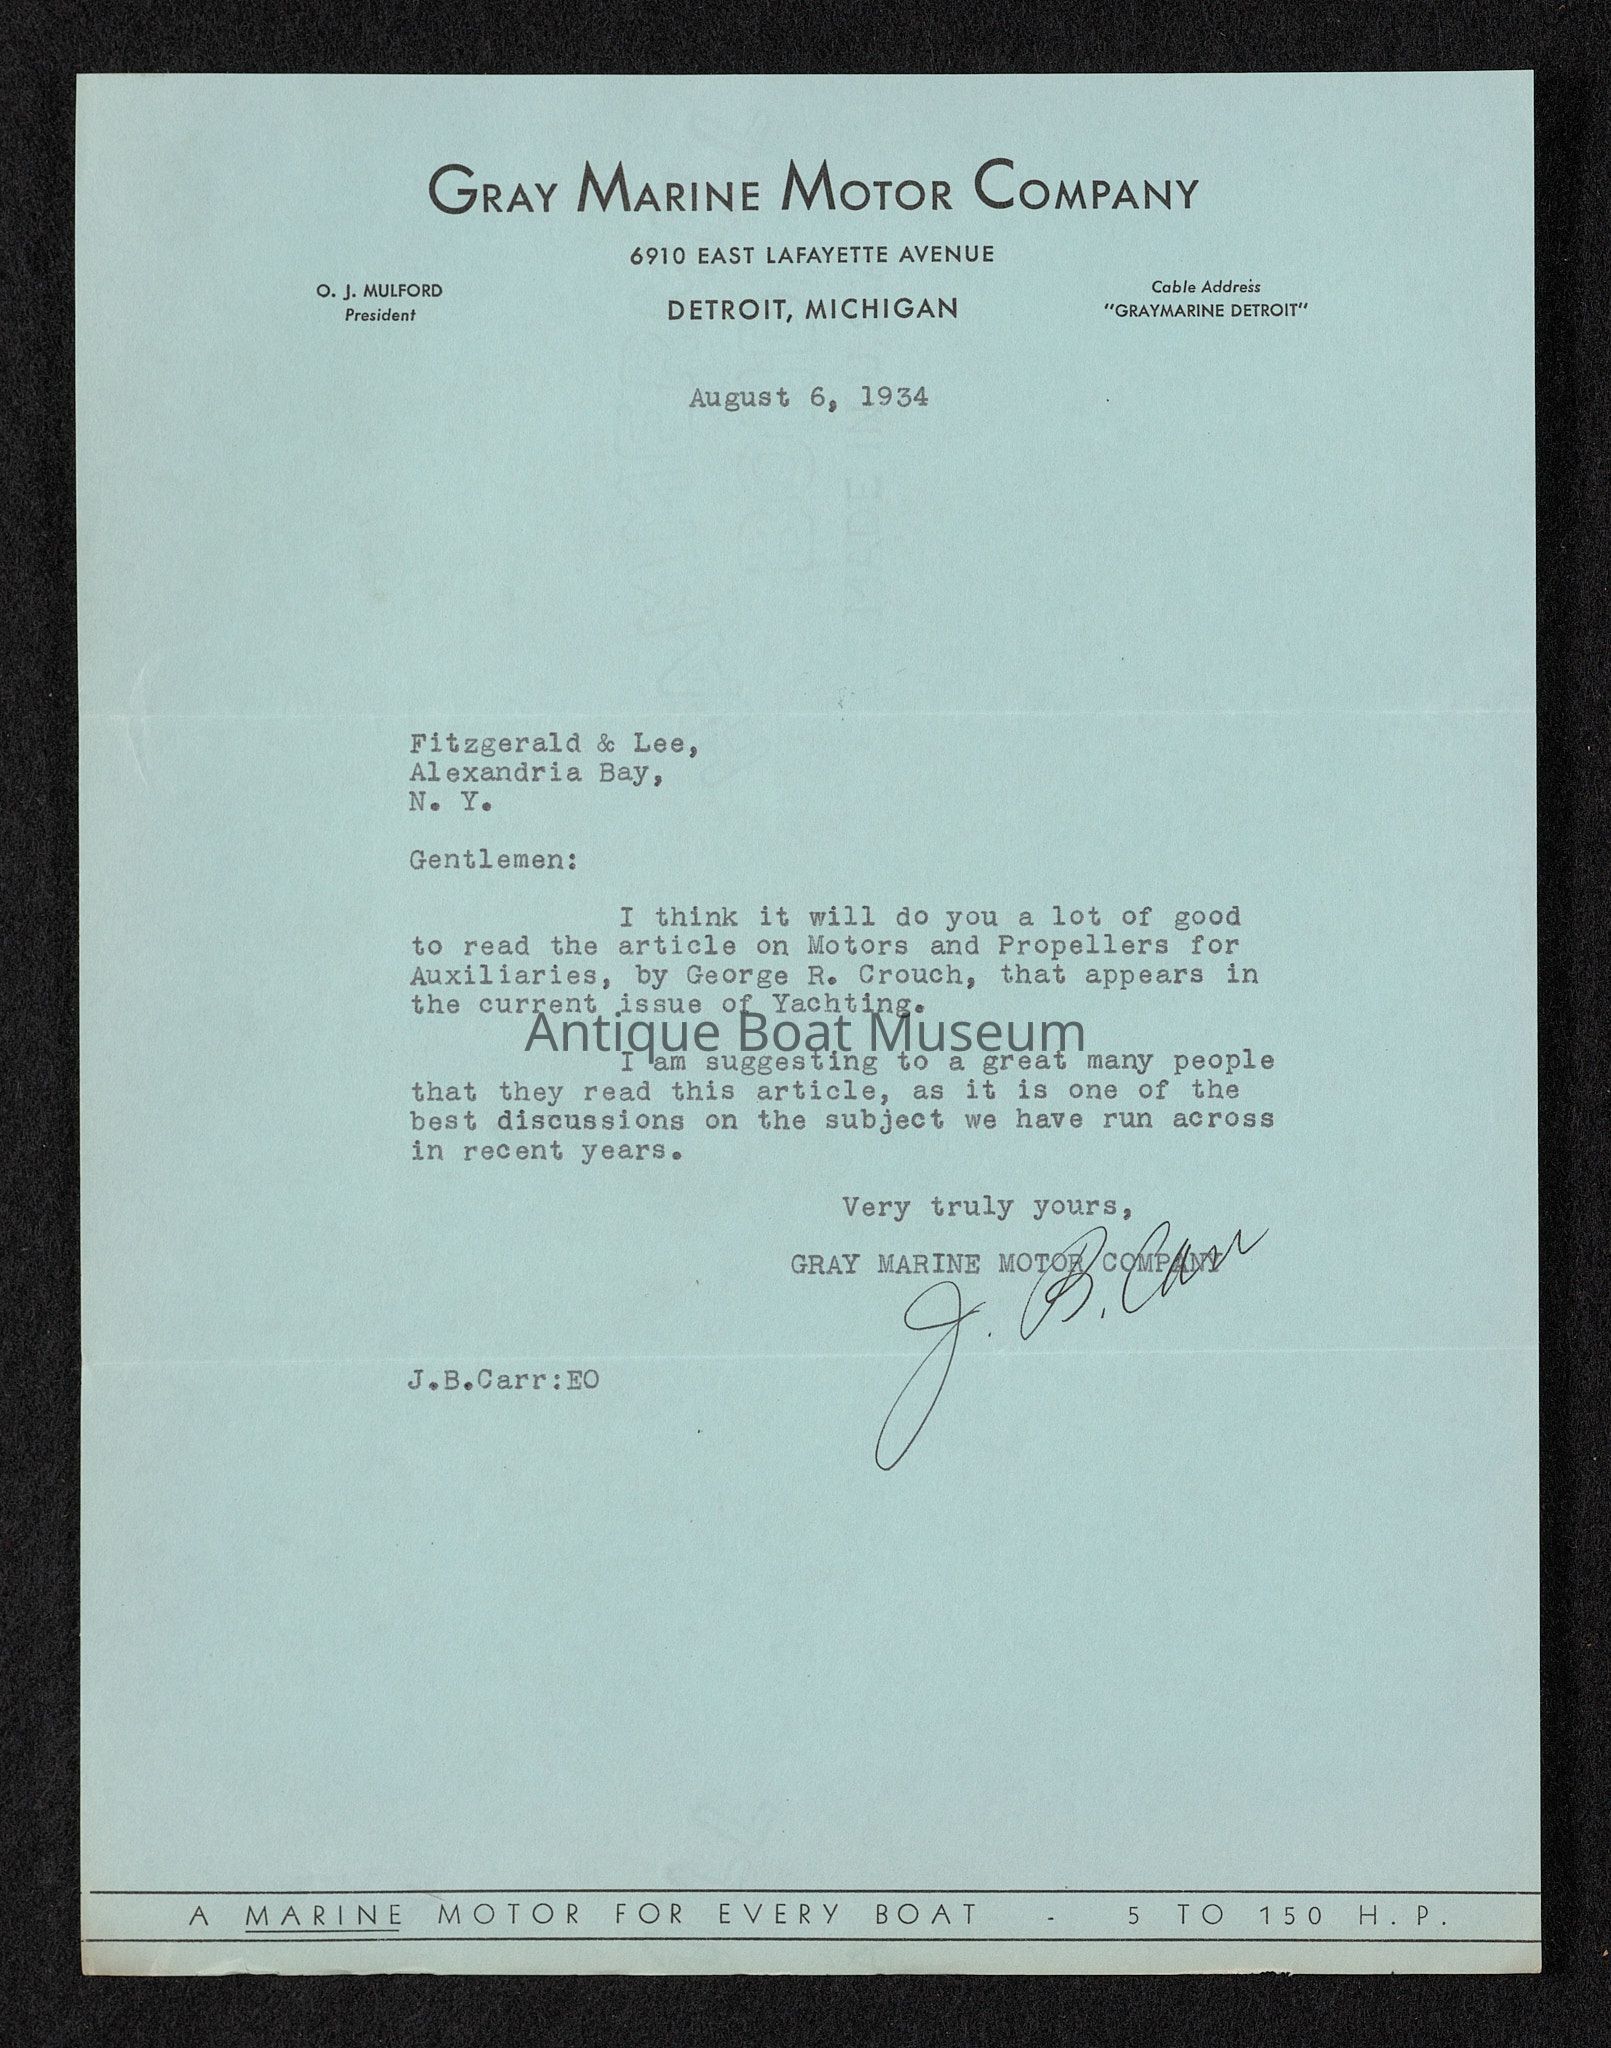 GRAY MARINE MOTOR COMPANY
6910 EAST LAFAYETTE AVENUE
O. J. MULFORD
President
DETROIT, MICHIGAN
Cable Address
"GRAYMARINE DETROIT"
August 6, 1934
Fitzgerald & Lee,
Alexandria Bay,
N. Y.
Gentlemen:
I think it will do you a lot of good
to read the article on Motors and Propellers for
Auxiliaries, by George R. Crouch, that appears in
the current issue of Yachting.
Antique Boat Museum
I am suggesting to a great many people
that they read this article, as it is one of the
best discussions on the subject we have run across
in recent years.
Very truly yours,
GRAY MARINE MOTOR COMPANY
J. B. Carr
J.B.Carr:EO
A MARINE MOTOR FOR EVERY BOAT - 5 TO 150 H.P.